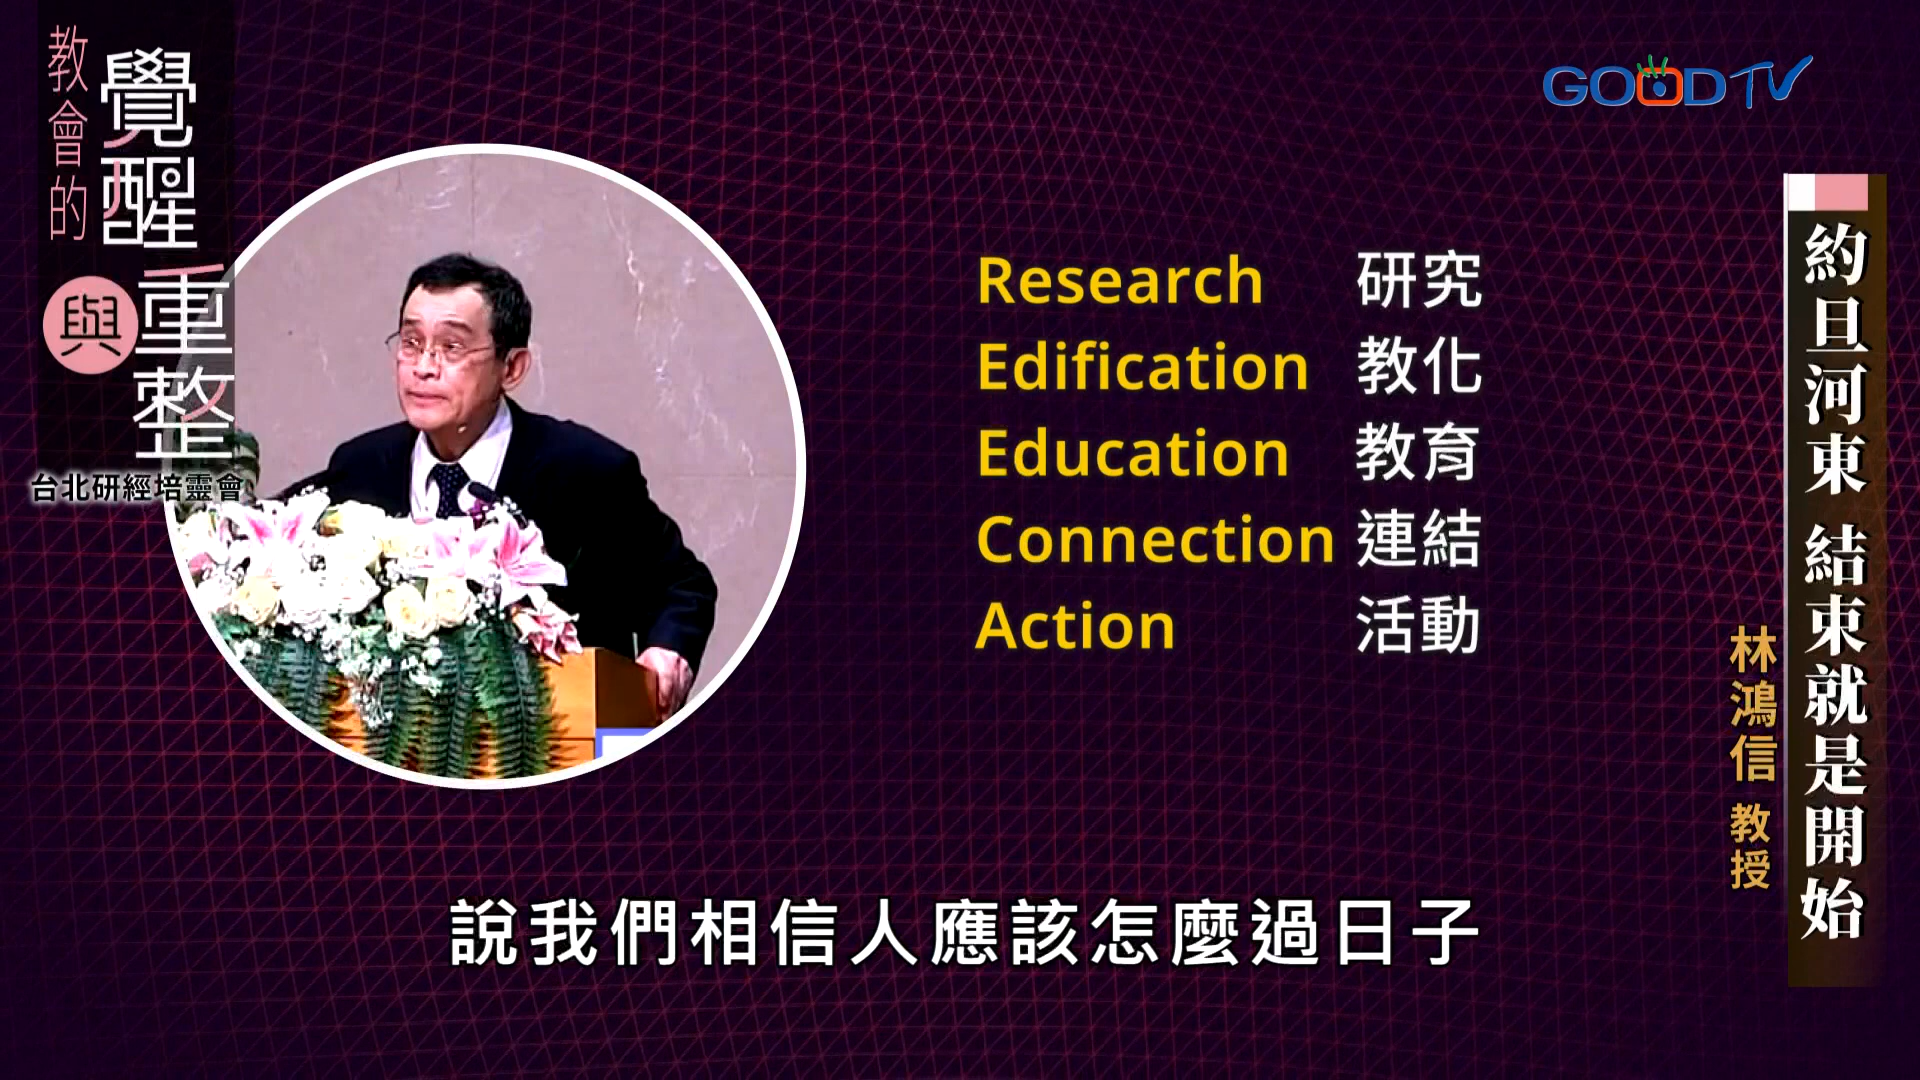 教會的
覺醒
與
重整
台北研經培靈會
GOODTV
Research 研究
Edification 教化
Education 教育
Connection 連結
Action 活動
約旦河東 結束就是開始
林鴻信 教授
說我們相信人應該怎麼過日子